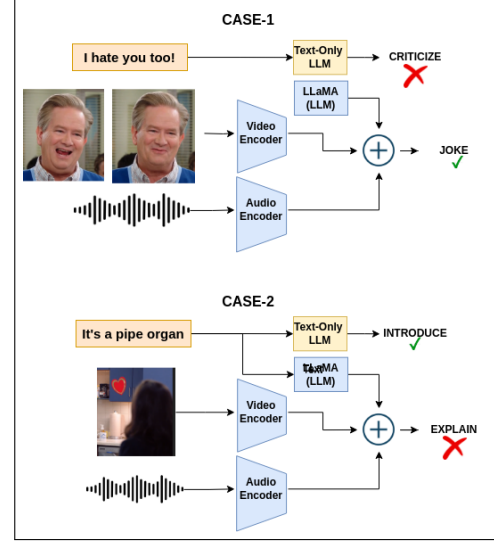 CASE-1
I hate you too!
Text-Only
LLM
CRITICIZE
LLaMA
(LLM)
Video
Encoder
JOKE
Audio
Encoder
CASE-2
It's a pipe organ
Text-Only
LLM
INTRODUCE
LLaMA
(LLM)
Video
Encoder
EXPLAIN
Audio
Encoder